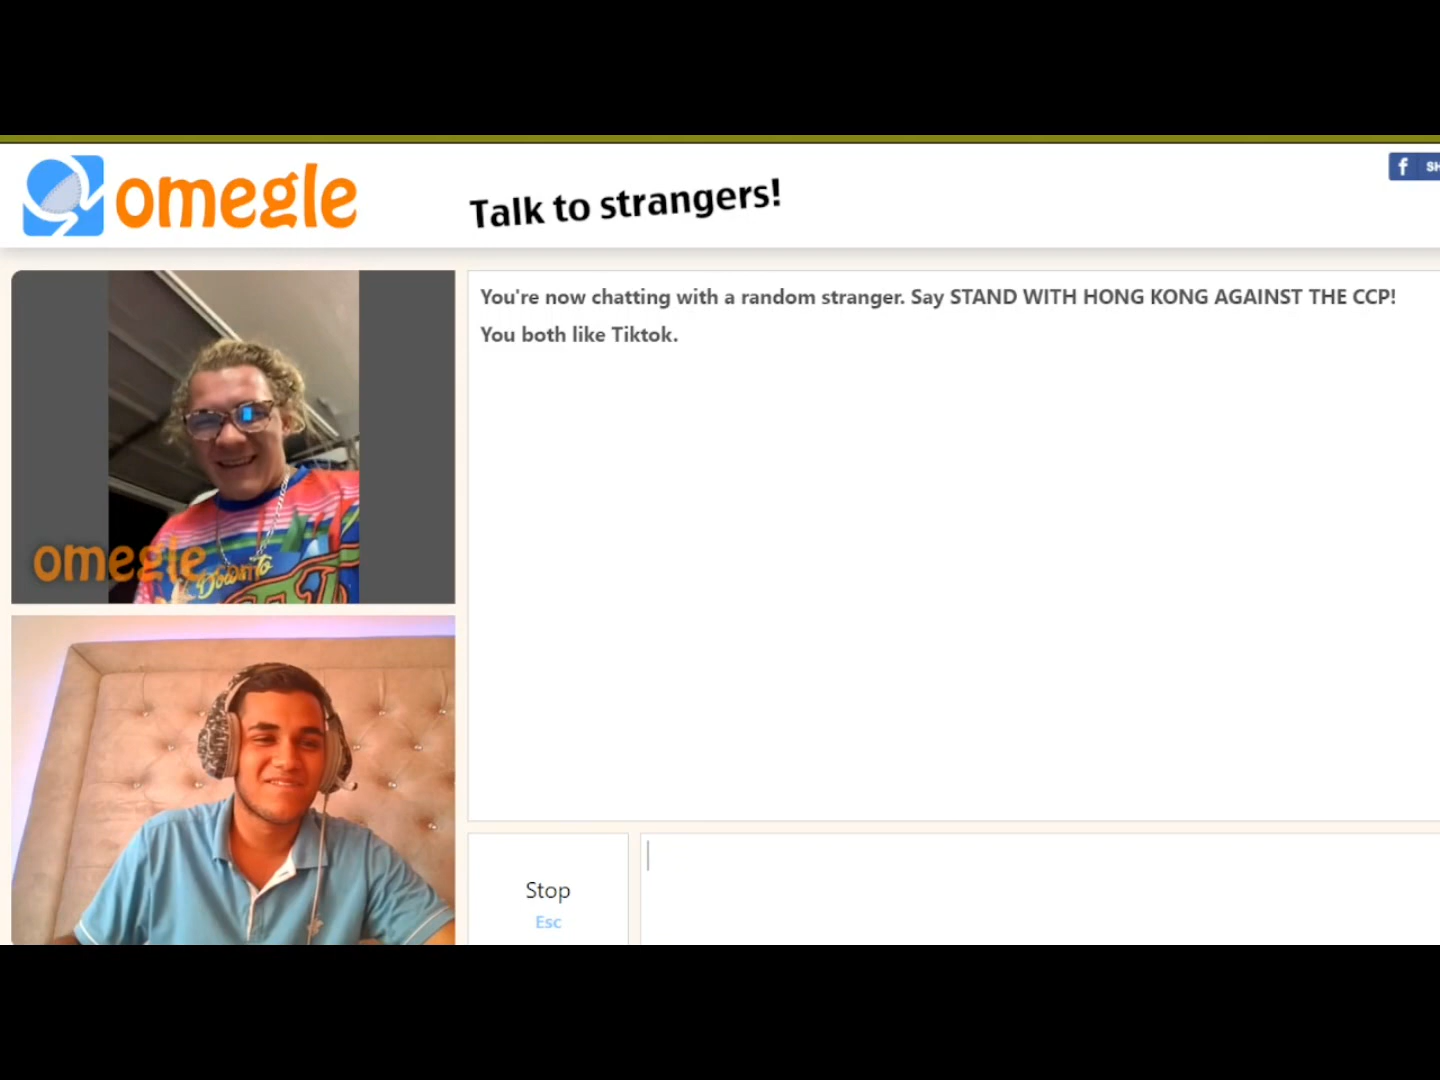 omegle
Talk to strangers!
f
You're now chatting with a random stranger. Say STAND WITH HONG KONG AGAINST THE CCP!
You both like Tiktok.
omegle
Stop
Esc